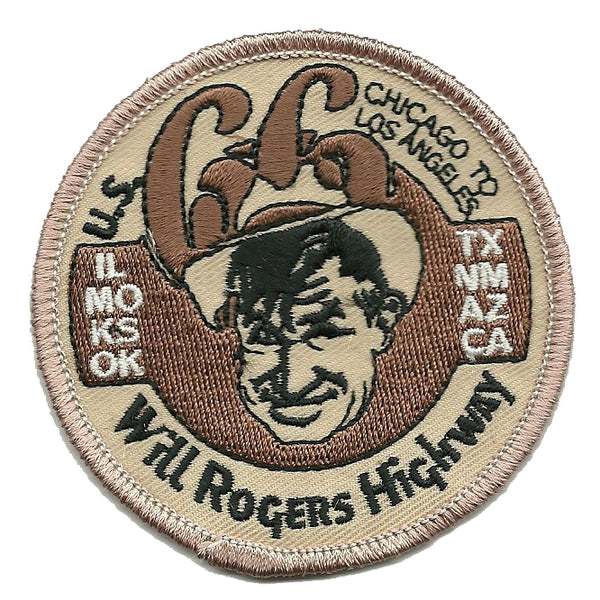 U.S. 66
CHICAGO TO
LOS ANGELES
IL
MO
KS
OK
TX
NM
AZ
CA
Will Rogers Highway